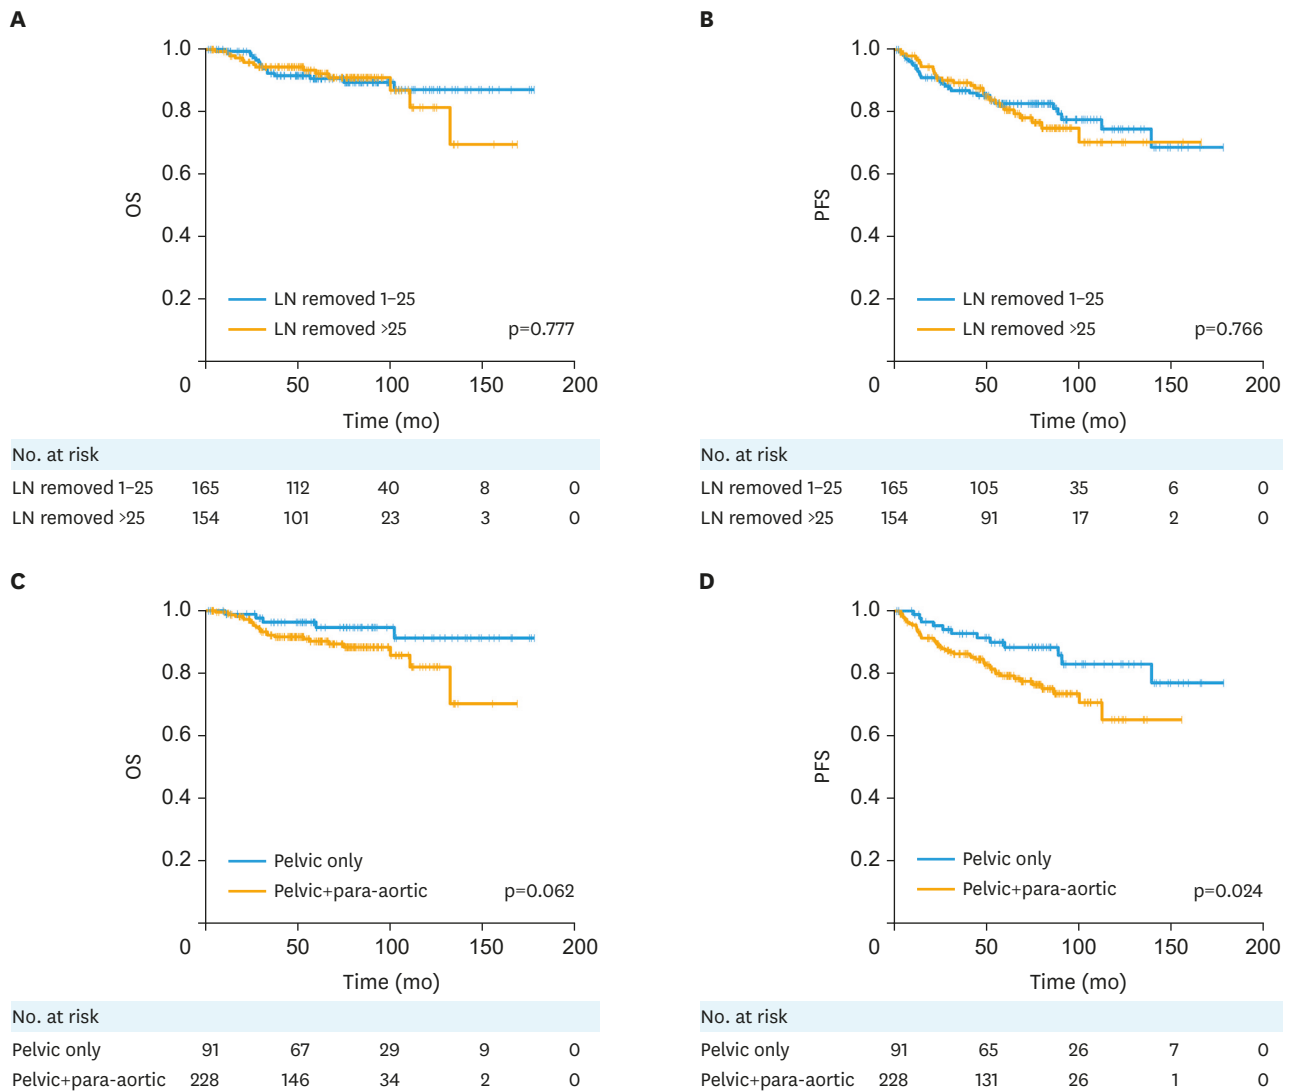 A
1.0
0.8
0.6
0.4
0.2
OS
LN removed 1–25
LN removed >25
p=0.777
0 50 100 150 200
Time (mo)
No. at risk
LN removed 1–25 165 112 40 8 0
LN removed >25 154 101 23 3 0
B
1.0
0.8
0.6
0.4
0.2
PFS
LN removed 1–25
LN removed >25
p=0.766
0 50 100 150 200
Time (mo)
No. at risk
LN removed 1–25 165 105 35 6 0
LN removed >25 154 91 17 2 0
C
1.0
0.8
0.6
0.4
0.2
OS
Pelvic only
Pelvic+para-aortic
p=0.062
0 50 100 150 200
Time (mo)
No. at risk
Pelvic only 91 67 29 9 0
Pelvic+para-aortic 228 146 34 2 0
D
1.0
0.8
0.6
0.4
0.2
PFS
Pelvic only
Pelvic+para-aortic
p=0.024
0 50 100 150 200
Time (mo)
No. at risk
Pelvic only 91 65 26 7 0
Pelvic+para-aortic 228 131 26 1 0